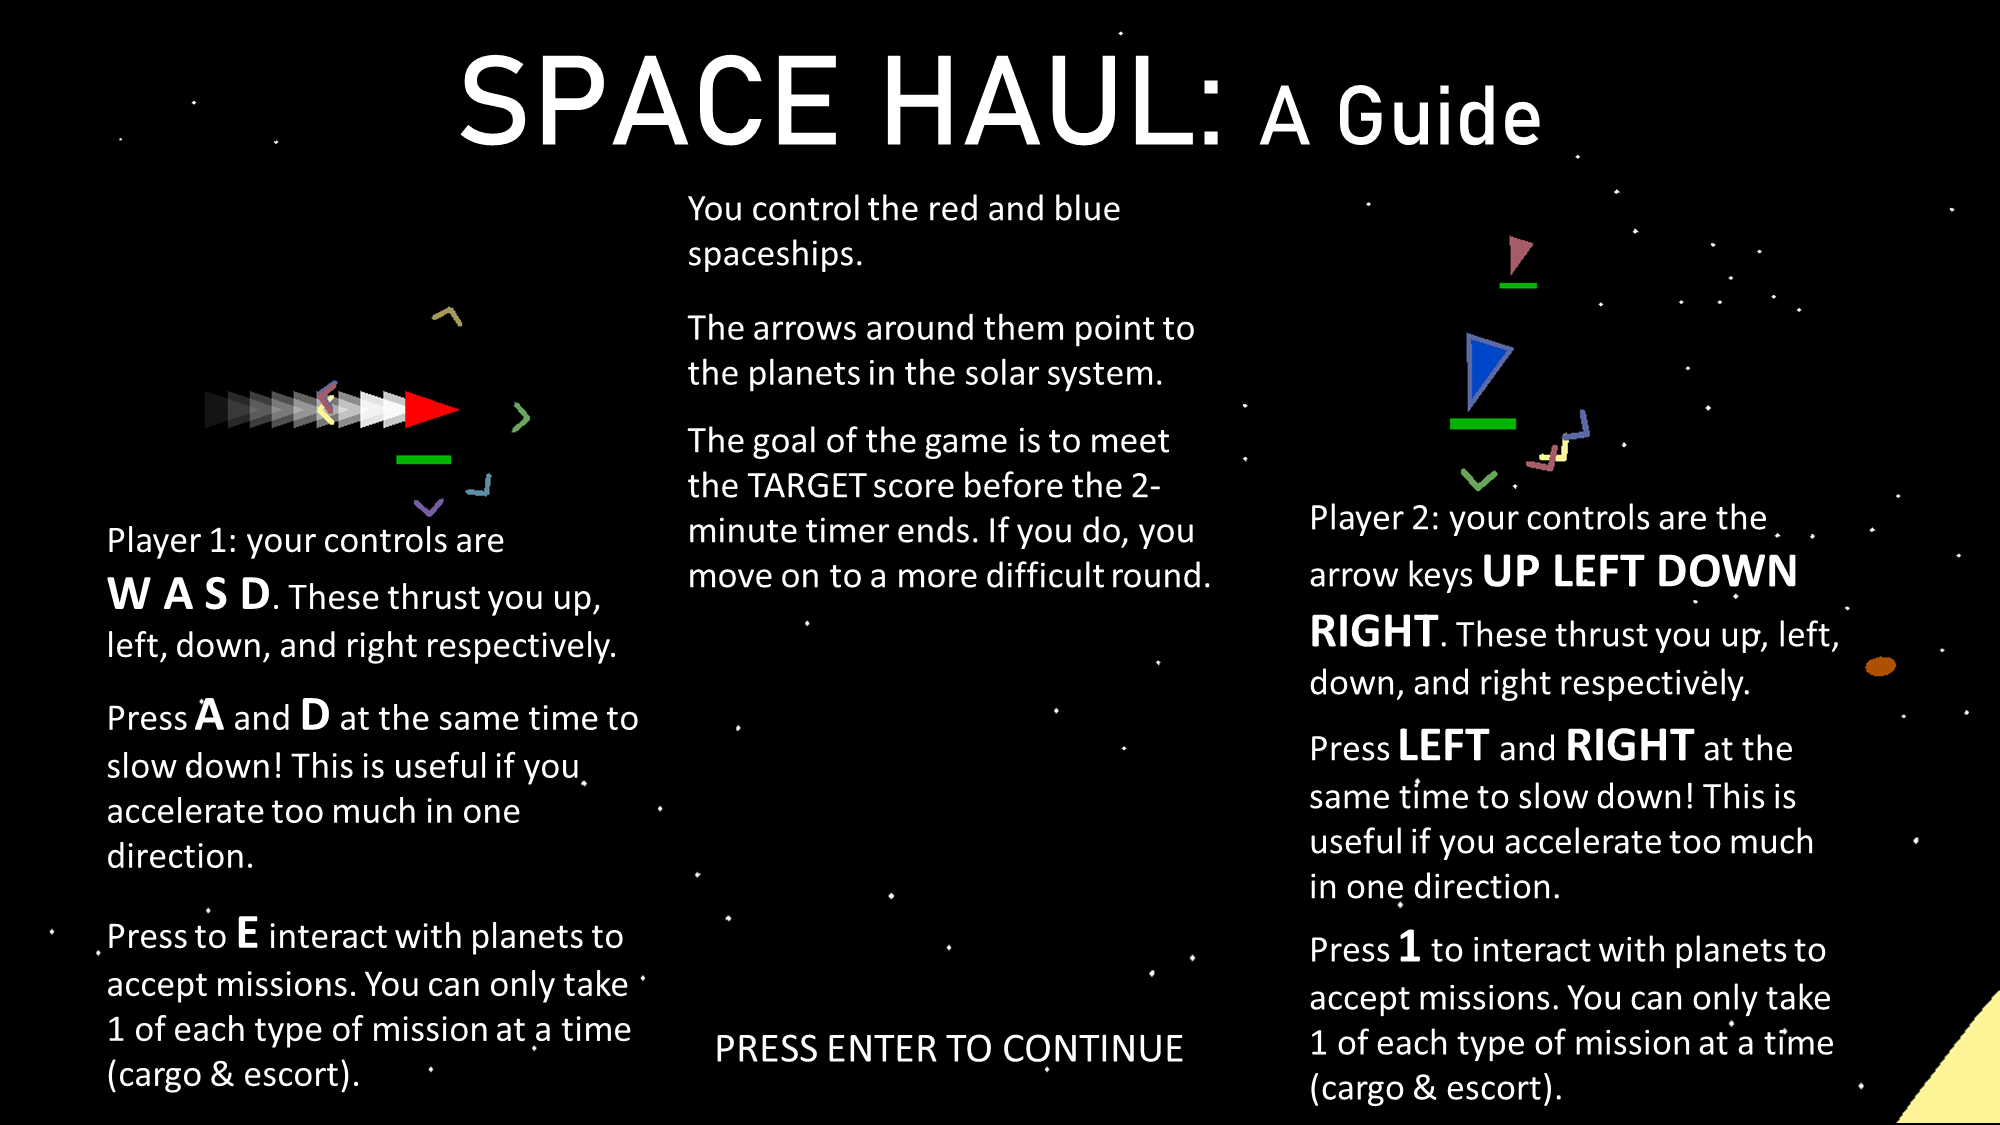 SPACE HAUL: A Guide
You control the red and blue
spaceships.
The arrows around them point to
the planets in the solar system.
The goal of the game is to meet
the TARGET score before the 2-
minute timer ends. If you do, you
move on to a more difficult round.
Player 1: your controls are
W A S D. These thrust you up,
left, down, and right respectively.
Press A and D at the same time to
slow down! This is useful if you
accelerate too much in one
direction.
Press to E interact with planets to
accept missions. You can only take
1 of each type of mission at a time
(cargo & escort).
Player 2: your controls are the
arrow keys UP LEFT DOWN
RIGHT. These thrust you up, left,
down, and right respectively.
Press LEFT and RIGHT at the
same time to slow down! This is
useful if you accelerate too much
in one direction.
Press 1 to interact with planets to
accept missions. You can only take
1 of each type of mission at a time
(cargo & escort).
PRESS ENTER TO CONTINUE